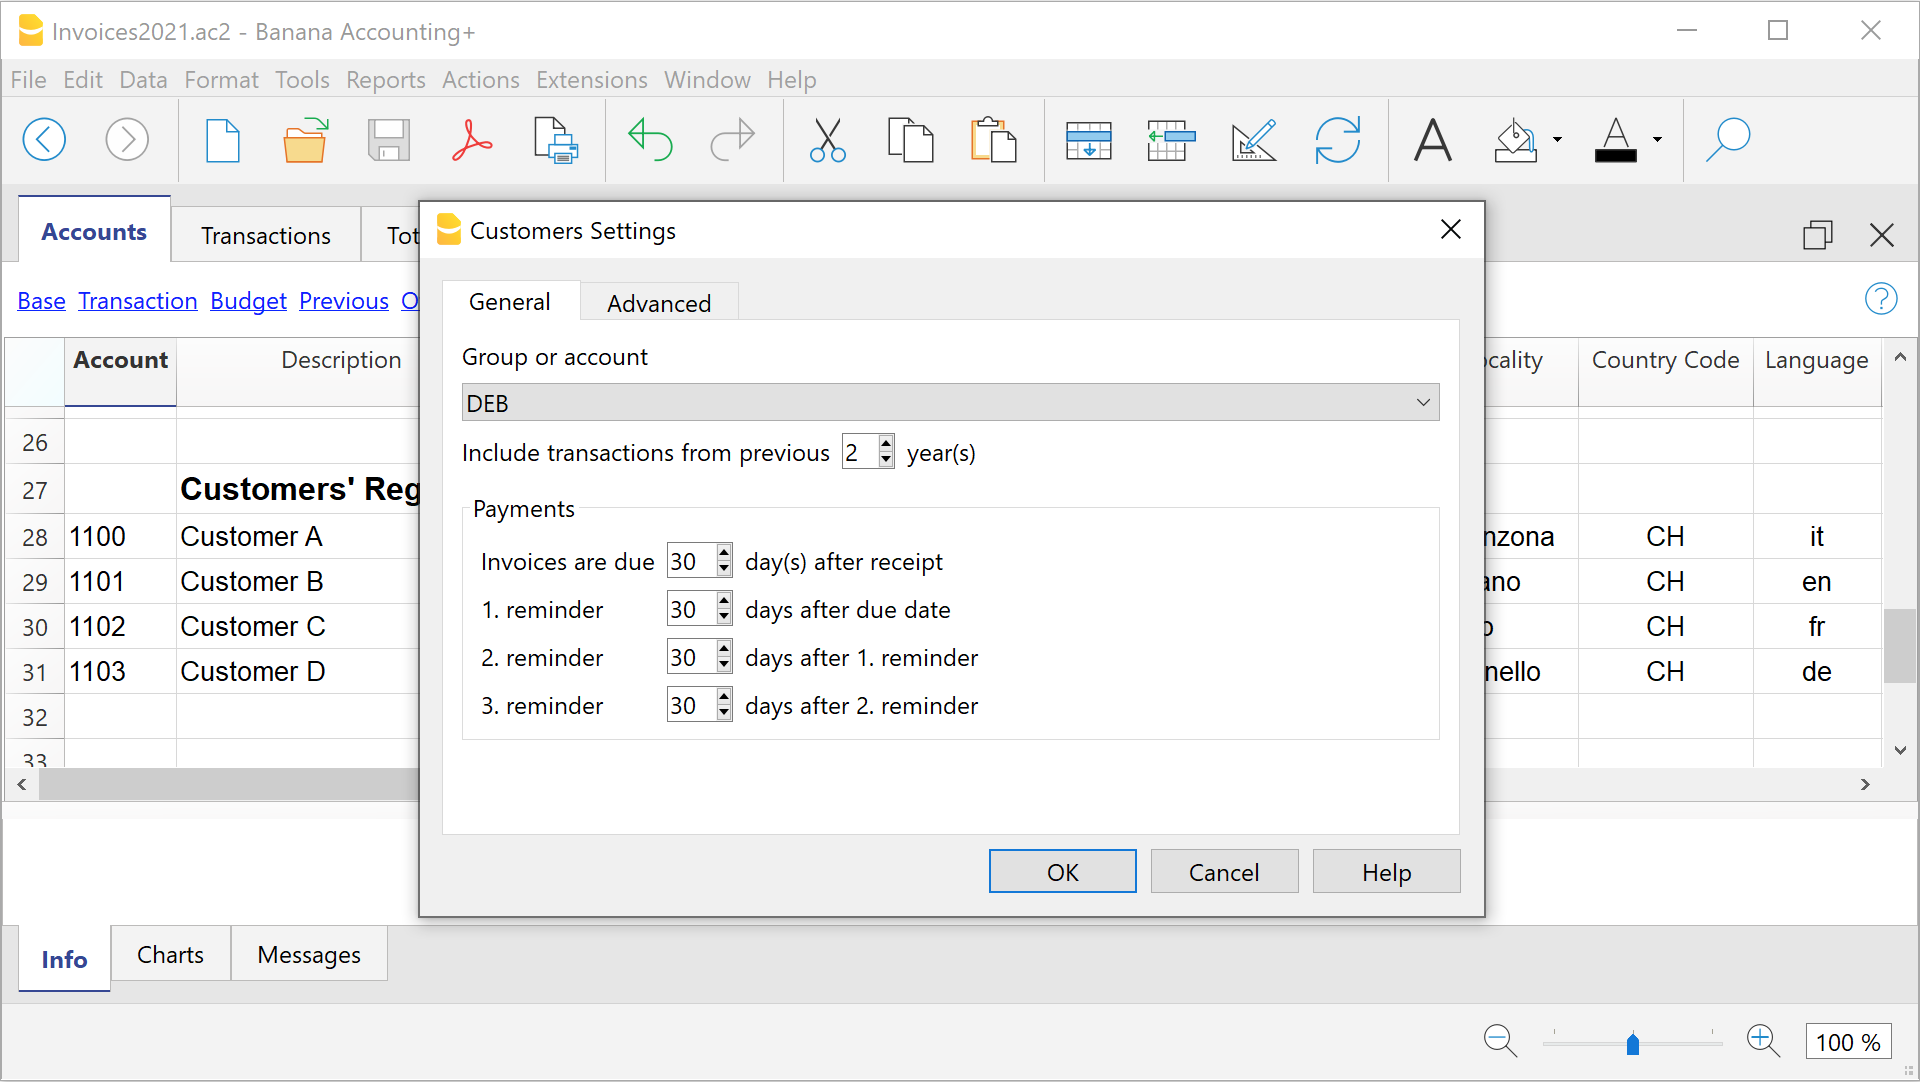 Invoices2021.ac2 - Banana Accounting+
File Edit Data Format Tools Reports Actions Extensions Window Help
Accounts Transactions Tot
Customers Settings
Base Transaction Budget Previous O
General Advanced
Account Description
ocality Country Code Language
Group or account
DEB
Include transactions from previous 2 year(s)
Payments
Invoices are due 30 day(s) after receipt
1. reminder 30 days after due date
2. reminder 30 days after 1. reminder
3. reminder 30 days after 2. reminder
OK Cancel Help
26
27 Customers' Reg
28 1100 Customer A nzona CH it
29 1101 Customer B ano CH en
30 1102 Customer C o CH fr
31 1103 Customer D nello CH de
32
33
Info Charts Messages
100 %